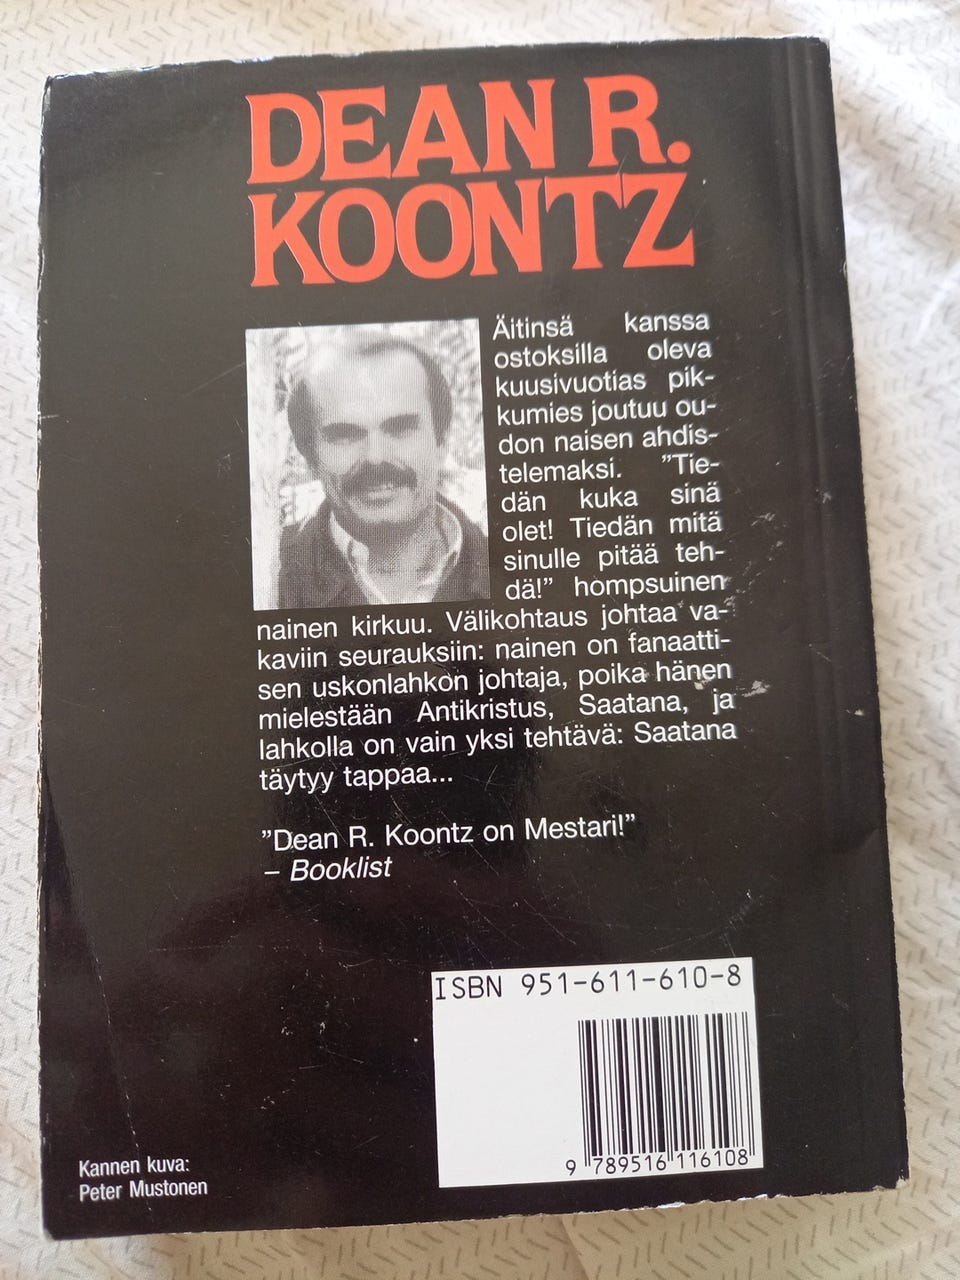 DEAN R.
KOONTZ
Äitinsä kanssa
ostoksilla oleva
kuusivuotias pik-
kumies joutuu ou-
don naisen ahdis-
telemaksi. ”Tie-
dän kuka sinä
olet! Tiedän mitä
sinulle pitää teh-
dä!” hompsuinen
nainen kirkuu. Välikohtaus johtaa va-
kaviin seurauksiin: nainen on fanaatti-
sen uskonlahkon johtaja, poika hänen
mielestään Antikristus, Saatana, ja
lahkolla on vain yksi tehtävä: Saatana
täytyy tappaa...
”Dean R. Koontz on Mestari!”
– Booklist
ISBN 951-611-610-8
9 789516 116108
Kannen kuva:
Peter Mustonen